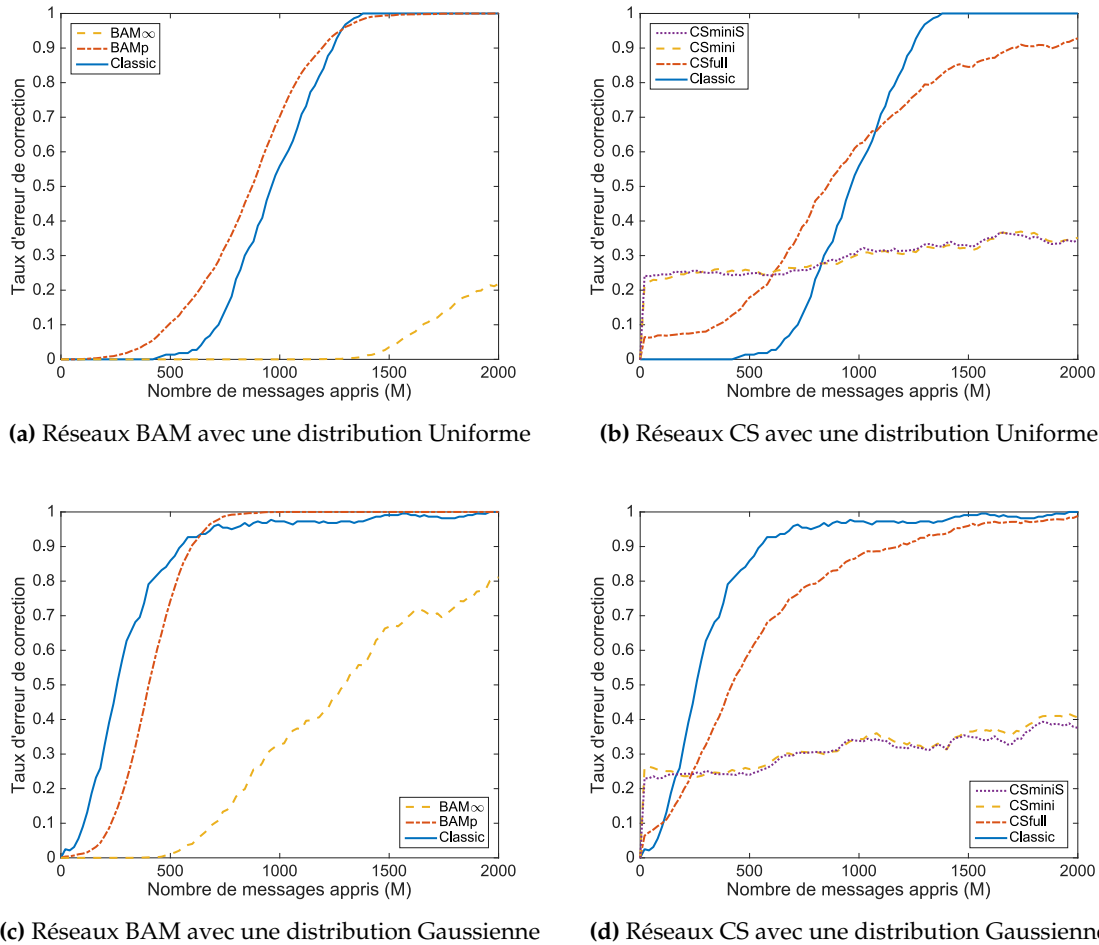 1
0.9
0.8
0.7
0.6
0.5
0.4
0.3
0.2
0.1
0
Taux d'erreur de correction
BAM∞
BAMp
Classic
0 500 1000 1500 2000
Nombre de messages appris (M)
(a) Réseaux BAM avec une distribution Uniforme
1
0.9
0.8
0.7
0.6
0.5
0.4
0.3
0.2
0.1
0
Taux d'erreur de correction
CSminiS
CSmini
CSfull
Classic
0 500 1000 1500 2000
Nombre de messages appris (M)
(b) Réseaux CS avec une distribution Uniforme
1
0.9
0.8
0.7
0.6
0.5
0.4
0.3
0.2
0.1
0
Taux d'erreur de correction
BAM∞
BAMp
Classic
0 500 1000 1500 2000
Nombre de messages appris (M)
(c) Réseaux BAM avec une distribution Gaussienne
1
0.9
0.8
0.7
0.6
0.5
0.4
0.3
0.2
0.1
0
Taux d'erreur de correction
CSminiS
CSmini
CSfull
Classic
0 500 1000 1500 2000
Nombre de messages appris (M)
(d) Réseaux CS avec une distribution Gaussienne